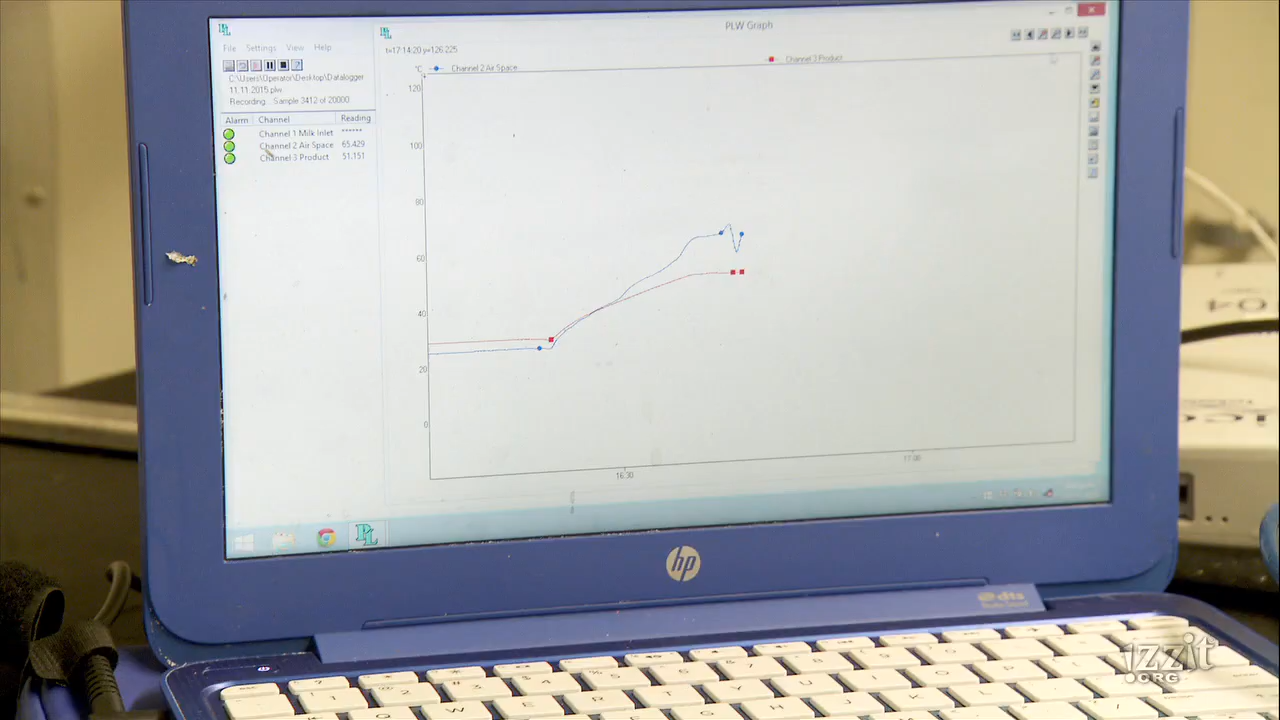 PLW Graph
File Settings View Help
C:\Users\Operator\Desktop\Datalogger
11.11.2015.plw
Recording... Sample 3412 of 20000
Alarm Channel Reading
Channel 1 Milk Inlet ******
Channel 2 Air Space 65.429
Channel 3 Product 51.151
t=17:14:20 y=126.225
°C Channel 2 Air Space Channel 3 Product
120
100
80
60
40
20
0
16:30 17:00
PL
hp
dts
04
izzit
.ORG